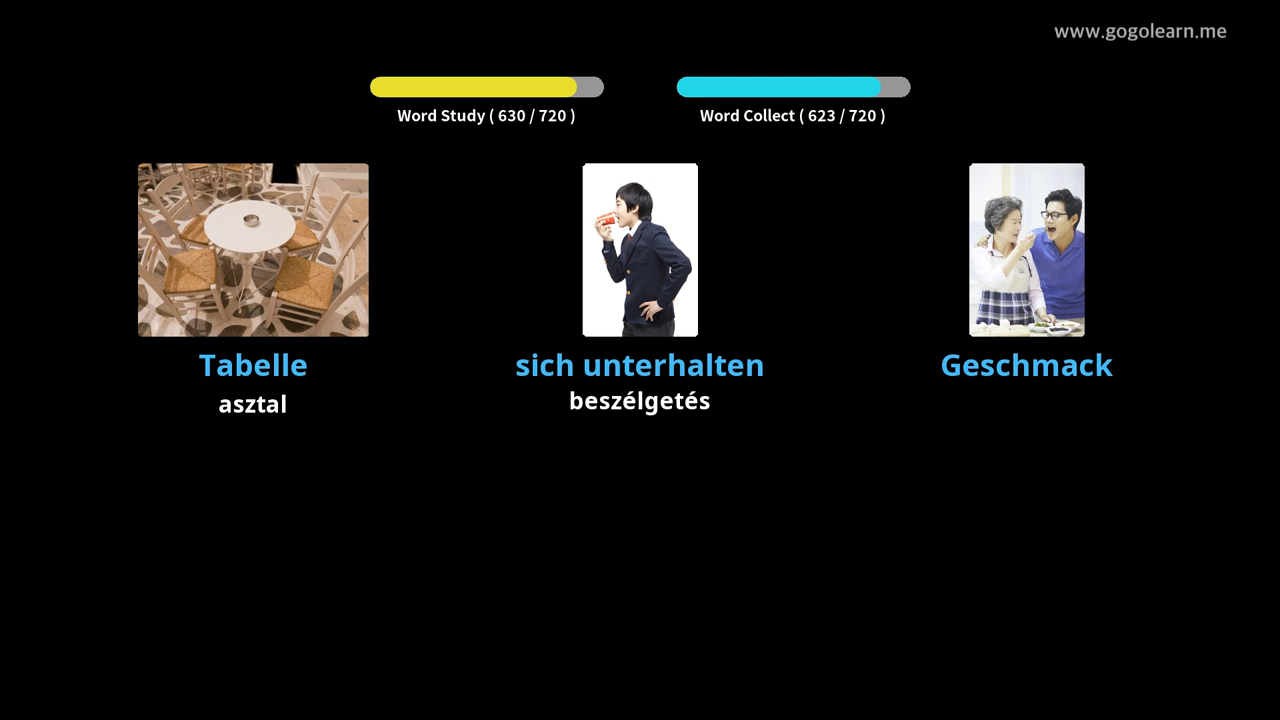 www.gogolearn.me
Word Study ( 630 / 720 )
Word Collect ( 623 / 720 )
Tabelle
asztal
sich unterhalten
beszélgetés
Geschmack